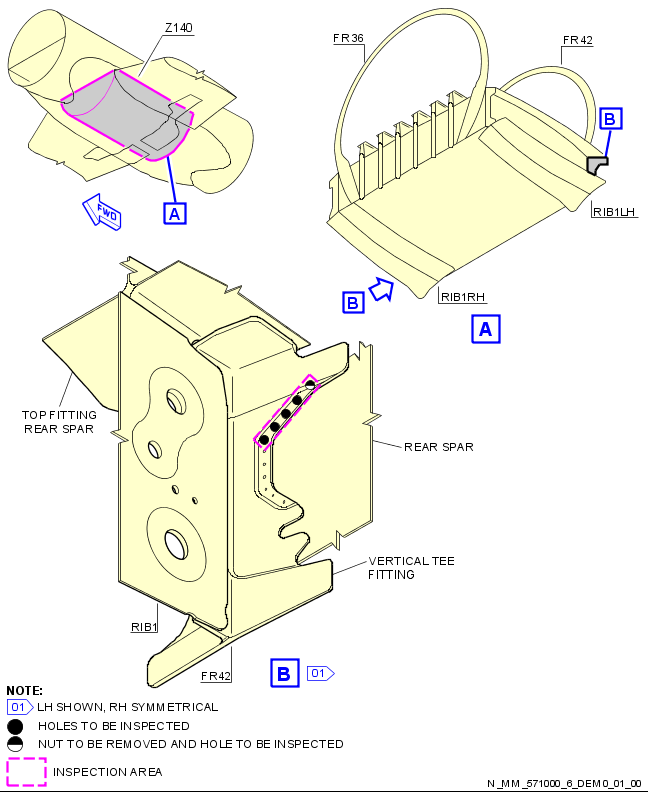 Z140
FWD
A
FR36
FR42
B
RIB1LH
B
RIB1RH
A
TOP FITTING
REAR SPAR
REAR SPAR
VERTICAL TEE
FITTING
RIB1
FR42
B
01
NOTE:
01 LH SHOWN, RH SYMMETRICAL
HOLES TO BE INSPECTED
NUT TO BE REMOVED AND HOLE TO BE INSPECTED
INSPECTION AREA
N_MM_571000_6_DEM0_01_00